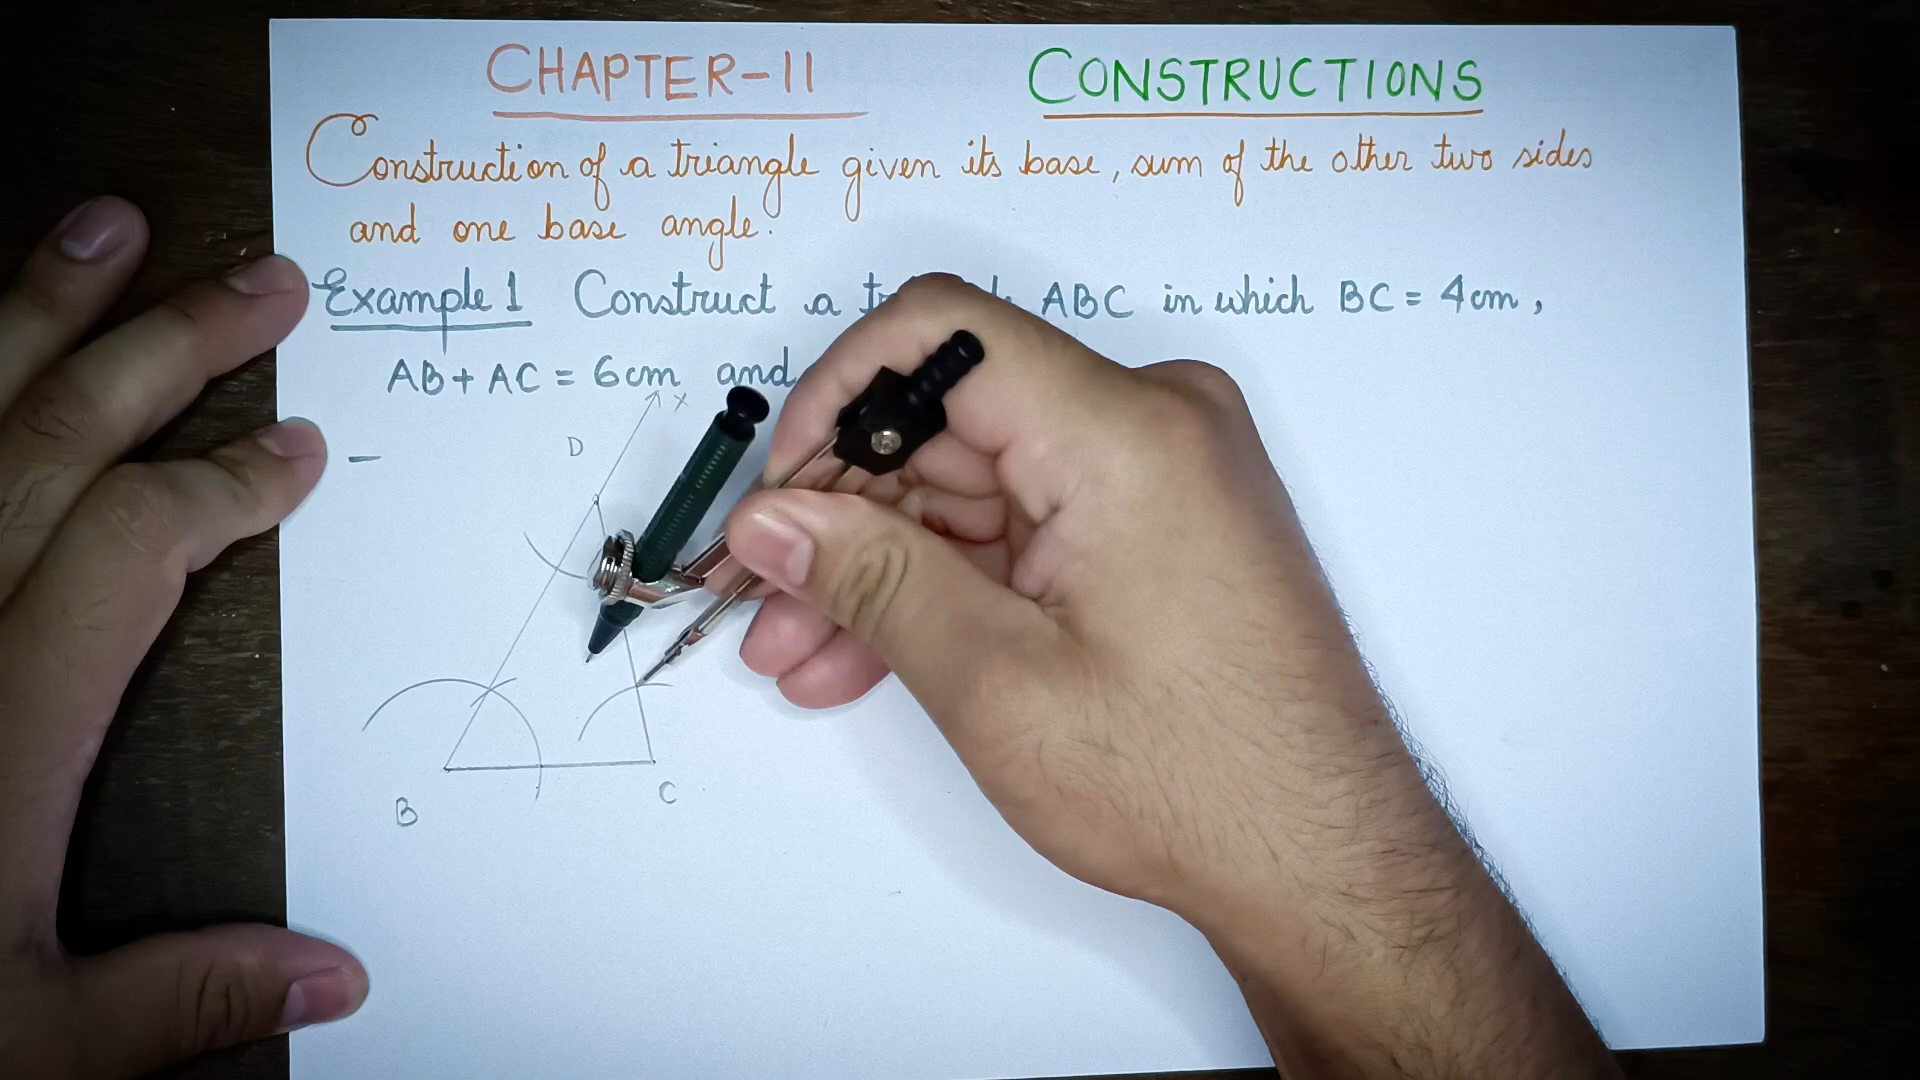 CHAPTER-11 CONSTRUCTIONS
Construction of a triangle given its base, sum of the other two sides
and one base angle.
Example 1 Construct a ABC in which BC = 4cm,
AB + AC = 6cm and
X
D
B
C